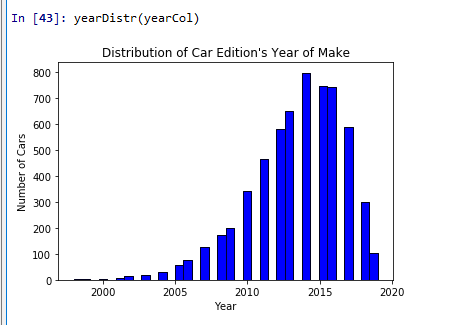 In [43]: yearDistr(yearCol)
Distribution of Car Edition's Year of Make
800
700
600
500
400
300
200
100
0
Number of Cars
2000 2005 2010 2015 2020
Year